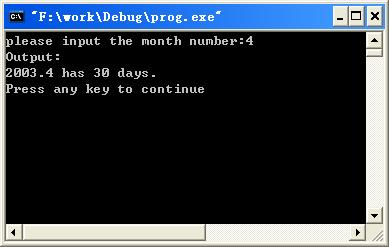 "F:\work\Debug\prog.exe"
please input the month number:4
Output:
2003.4 has 30 days.
Press any key to continue